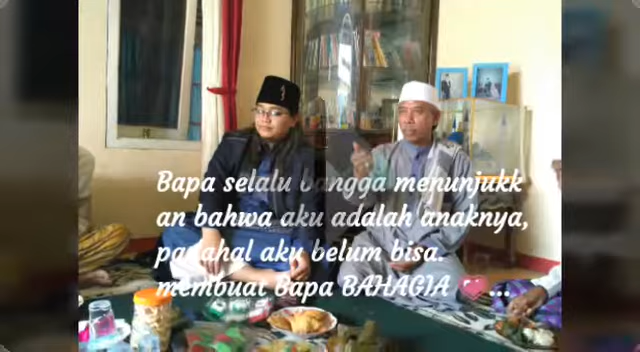 Bapa selalu bangga menunjukk
an bahwa aku adalah anaknya,
padahal aku belum bisa.
membuat Bapa BAHAGIA 💗...